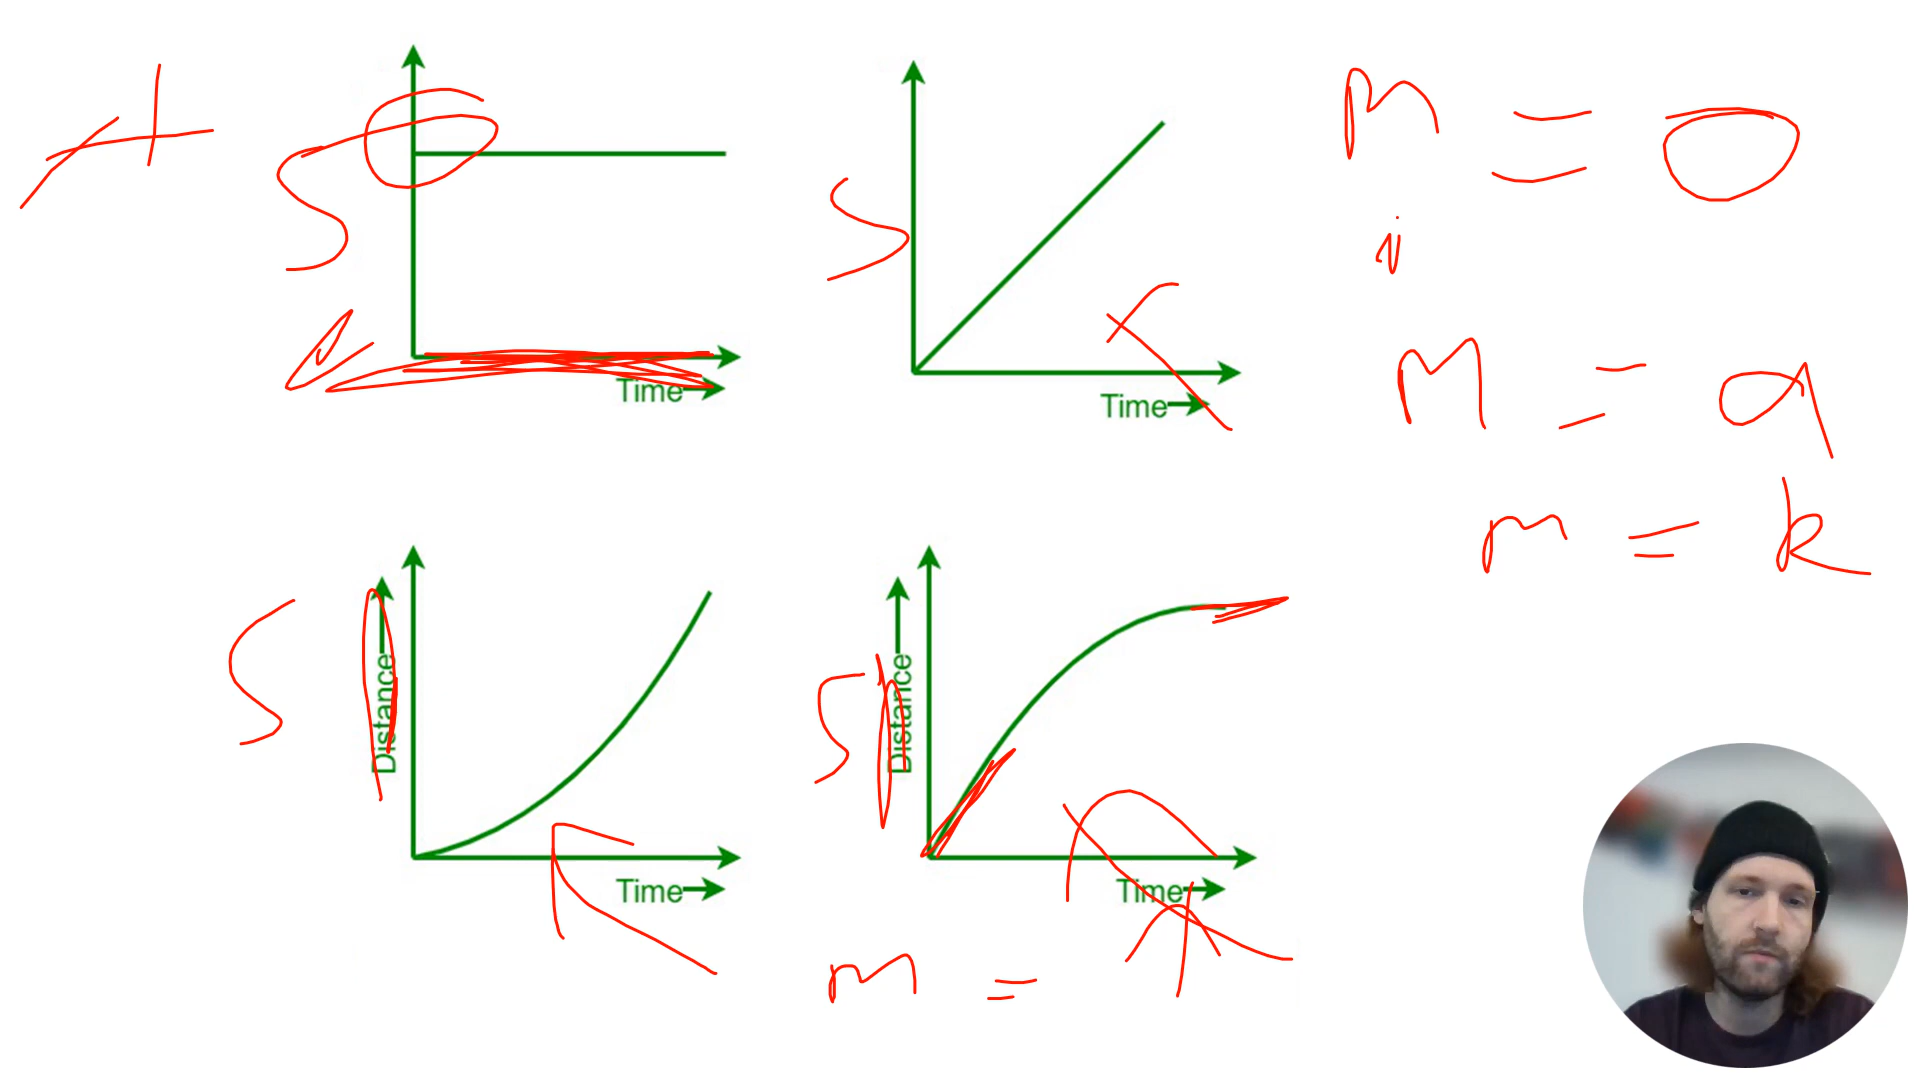 S
Time
S
Time
m = 0
m = a
m = k
S
Distance
Time
S
Distance
Time
m =